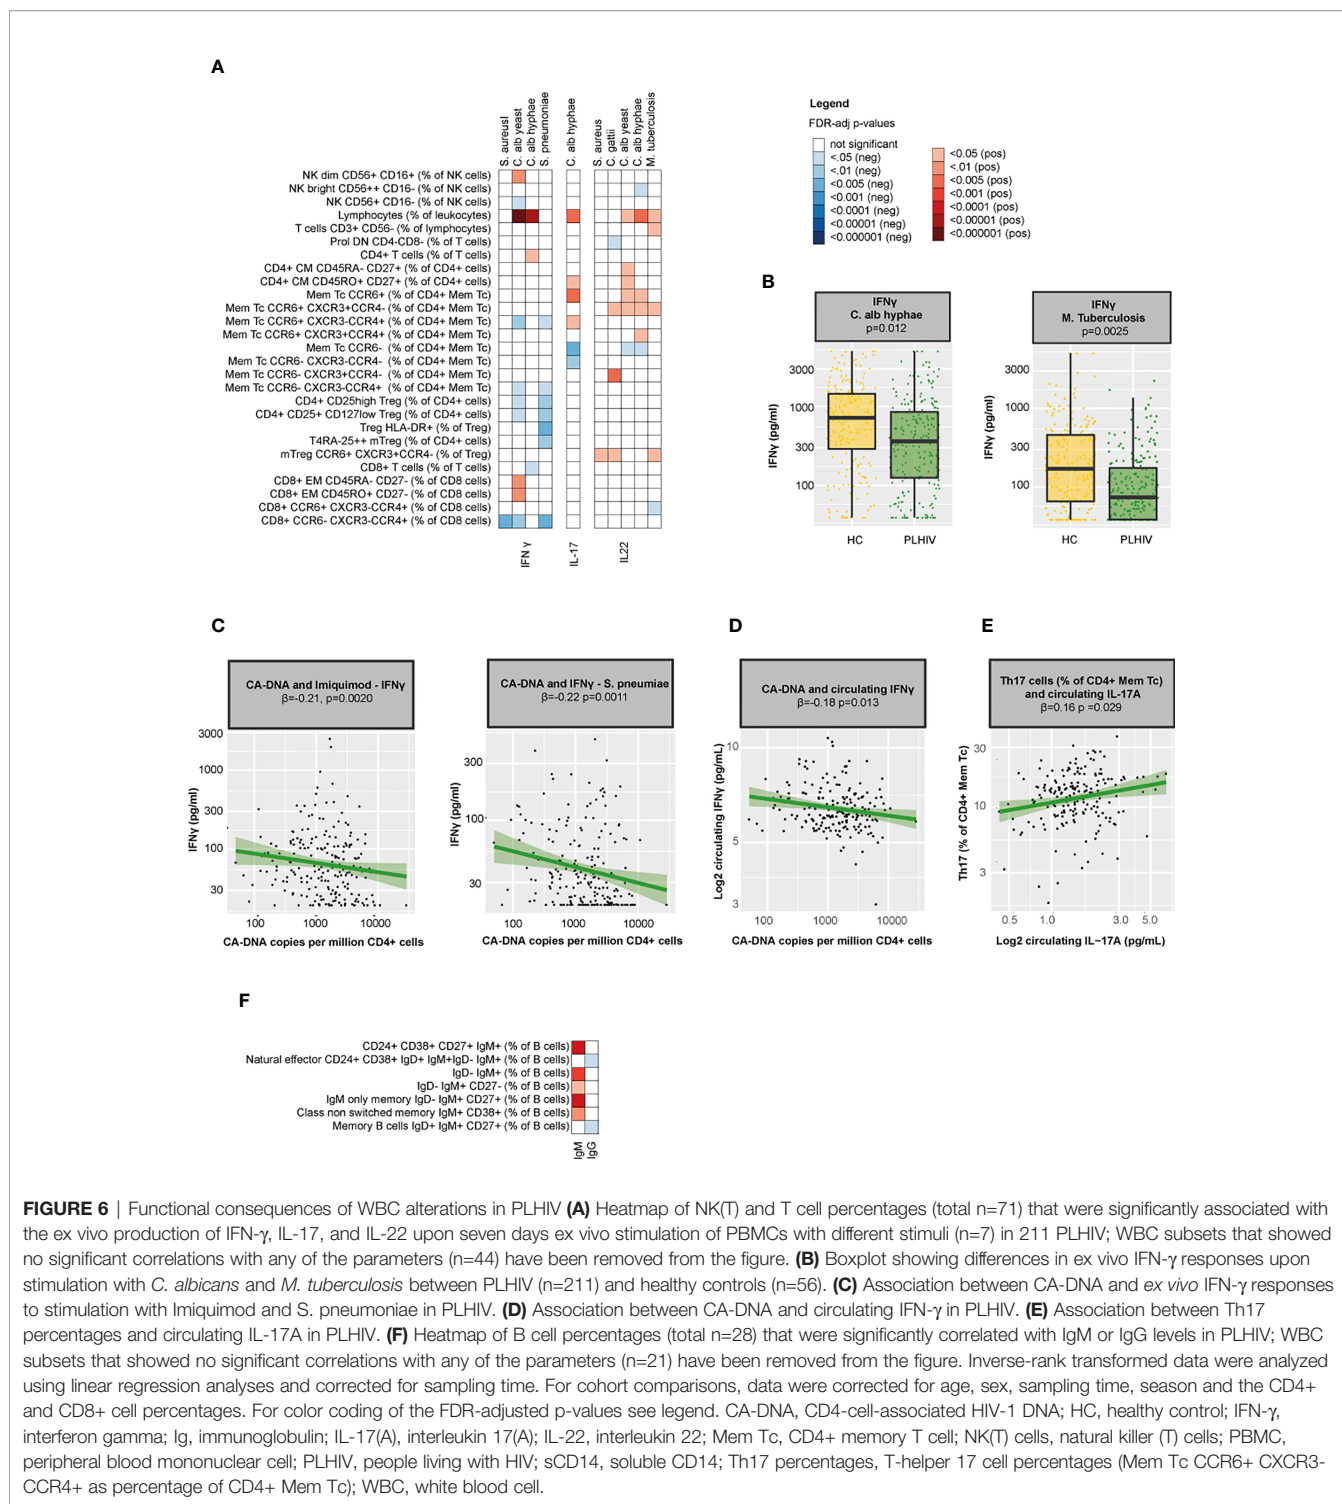 A
S. aureusl
C. alb yeast
C. alb hyphae
S. pneumoniae
C. alb hyphae
S. aureus
C. gattii
C. alb yeast
C. alb hyphae
M. tuberculosis
NK dim CD56+ CD16+ (% of NK cells)
NK bright CD56++ CD16- (% of NK cells)
NK CD56+ CD16- (% of NK cells)
Lymphocytes (% of leukocytes)
T cells CD3+ CD56- (% of lymphocytes)
Prol DN CD4-CD8- (% of T cells)
CD4+ T cells (% of T cells)
CD4+ CM CD45RA- CD27+ (% of CD4+ cells)
CD4+ CM CD45RO+ CD27+ (% of CD4+ cells)
Mem Tc CCR6+ (% of CD4+ Mem Tc)
Mem Tc CCR6+ CXCR3+CCR4- (% of CD4+ Mem Tc)
Mem Tc CCR6+ CXCR3-CCR4+ (% of CD4+ Mem Tc)
Mem Tc CCR6+ CXCR3+CCR4+ (% of CD4+ Mem Tc)
Mem Tc CCR6- (% of CD4+ Mem Tc)
Mem Tc CCR6- CXCR3-CCR4- (% of CD4+ Mem Tc)
Mem Tc CCR6- CXCR3+CCR4- (% of CD4+ Mem Tc)
Mem Tc CCR6- CXCR3-CCR4+ (% of CD4+ Mem Tc)
CD4+ CD25high Treg (% of CD4+ cells)
CD4+ CD25+ CD127low Treg (% of CD4+ cells)
Treg HLA-DR+ (% of Treg)
T4RA-25++ mTreg (% of CD4+ cells)
mTreg CCR6+ CXCR3+CCR4- (% of Treg)
CD8+ T cells (% of T cells)
CD8+ EM CD45RA- CD27- (% of CD8 cells)
CD8+ EM CD45RO+ CD27- (% of CD8 cells)
CD8+ CCR6+ CXCR3-CCR4+ (% of CD8 cells)
CD8+ CCR6- CXCR3-CCR4+ (% of CD8 cells)
IFN γ
IL-17
IL22
Legend
FDR-adj p-values
not significant
<.05 (neg)
<.01 (neg)
<0.005 (neg)
<0.001 (neg)
<0.0001 (neg)
<0.00001 (neg)
<0.000001 (neg)
<0.05 (pos)
<.01 (pos)
<0.005 (pos)
<0.001 (pos)
<0.0001 (pos)
<0.00001 (pos)
<0.000001 (pos)
B
IFNγ
C. alb hyphae
p=0.012
IFNγ (pg/ml)
3000
1000
300
100
HC PLHIV
IFNγ
M. Tuberculosis
p=0.0025
IFNγ (pg/ml)
3000
1000
300
100
HC PLHIV
C
CA-DNA and Imiquimod - IFNγ
β=-0.21, p=0.0020
IFNγ (pg/ml)
3000
1000
300
100
30
100 1000 10000
CA-DNA copies per million CD4+ cells
CA-DNA and IFNγ - S. pneumiae
β=-0.22 p=0.0011
IFNγ (pg/ml)
300
100
30
100 1000 10000
CA-DNA copies per million CD4+ cells
D
CA-DNA and circulating IFNγ
β=-0.18 p=0.013
Log2 circulating IFNγ (pg/mL)
10
5
3
100 1000 10000
CA-DNA copies per million CD4+ cells
E
Th17 cells (% of CD4+ Mem Tc)
and circulating IL-17A
β=0.16 p =0.029
Th17 (% of CD4+ Mem Tc)
30
10
3
0.5 1.0 3.0 5.0
Log2 circulating IL−17A (pg/mL)
F
CD24+ CD38+ CD27+ IgM+ (% of B cells)
Natural effector CD24+ CD38+ IgD+ IgM+IgD- IgM+ (% of B cells)
IgD- IgM+ (% of B cells)
IgD- IgM+ CD27- (% of B cells)
IgM only memory IgD- IgM+ CD27+ (% of B cells)
Class non switched memory IgM+ CD38+ (% of B cells)
Memory B cells IgD+ IgM+ CD27+ (% of B cells)
IgM
IgG
FIGURE 6 | Functional consequences of WBC alterations in PLHIV (A) Heatmap of NK(T) and T cell percentages (total n=71) that were significantly associated with
the ex vivo production of IFN-γ, IL-17, and IL-22 upon seven days ex vivo stimulation of PBMCs with different stimuli (n=7) in 211 PLHIV; WBC subsets that showed
no significant correlations with any of the parameters (n=44) have been removed from the figure. (B) Boxplot showing differences in ex vivo IFN-γ responses upon
stimulation with C. albicans and M. tuberculosis between PLHIV (n=211) and healthy controls (n=56). (C) Association between CA-DNA and ex vivo IFN-γ responses
to stimulation with Imiquimod and S. pneumoniae in PLHIV. (D) Association between CA-DNA and circulating IFN-γ in PLHIV. (E) Association between Th17
percentages and circulating IL-17A in PLHIV. (F) Heatmap of B cell percentages (total n=28) that were significantly correlated with IgM or IgG levels in PLHIV; WBC
subsets that showed no significant correlations with any of the parameters (n=21) have been removed from the figure. Inverse-rank transformed data were analyzed
using linear regression analyses and corrected for sampling time. For cohort comparisons, data were corrected for age, sex, sampling time, season and the CD4+
and CD8+ cell percentages. For color coding of the FDR-adjusted p-values see legend. CA-DNA, CD4-cell-associated HIV-1 DNA; HC, healthy control; IFN-γ,
interferon gamma; Ig, immunoglobulin; IL-17(A), interleukin 17(A); IL-22, interleukin 22; Mem Tc, CD4+ memory T cell; NK(T) cells, natural killer (T) cells; PBMC,
peripheral blood mononuclear cell; PLHIV, people living with HIV; sCD14, soluble CD14; Th17 percentages, T-helper 17 cell percentages (Mem Tc CCR6+ CXCR3-
CCR4+ as percentage of CD4+ Mem Tc); WBC, white blood cell.